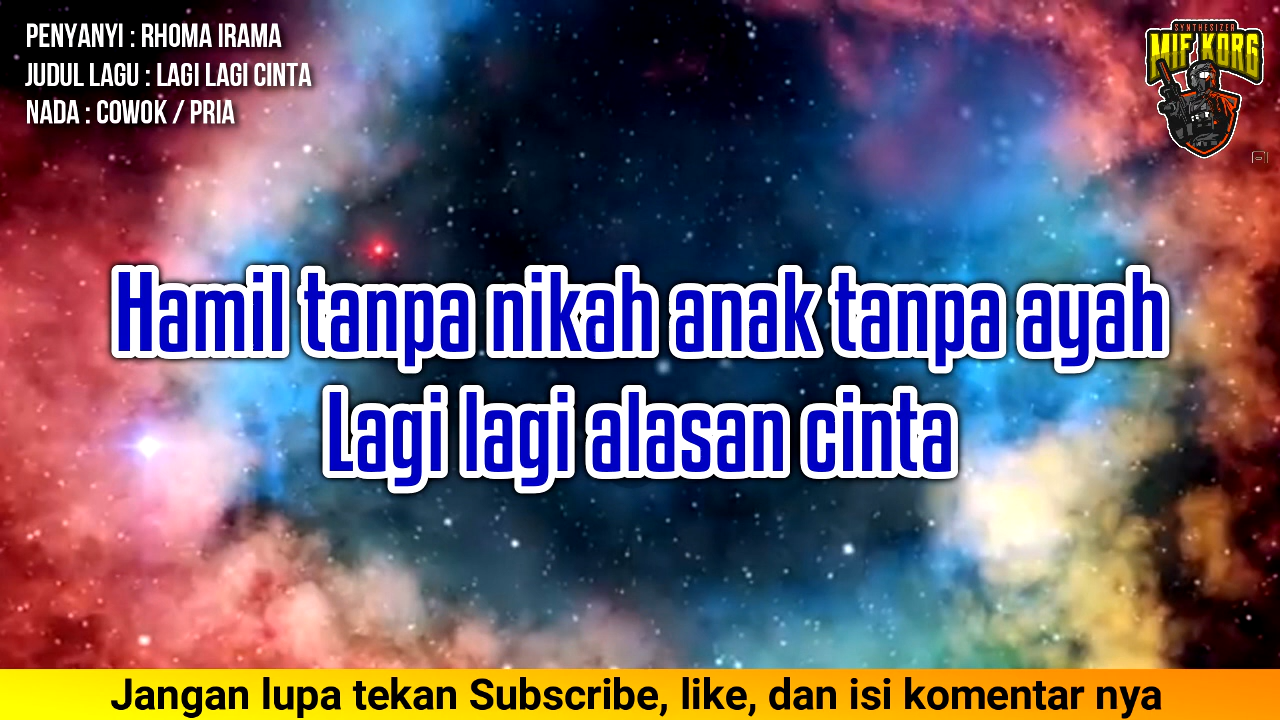 PENYANYI : RHOMA IRAMA
JUDUL LAGU : LAGI LAGI CINTA
NADA : COWOK / PRIA
SYNTHESIZER
MIF KORG
Hamil tanpa nikah anak tanpa ayah
Lagi lagi alasan cinta
Jangan lupa tekan Subscribe, like, dan isi komentar nya